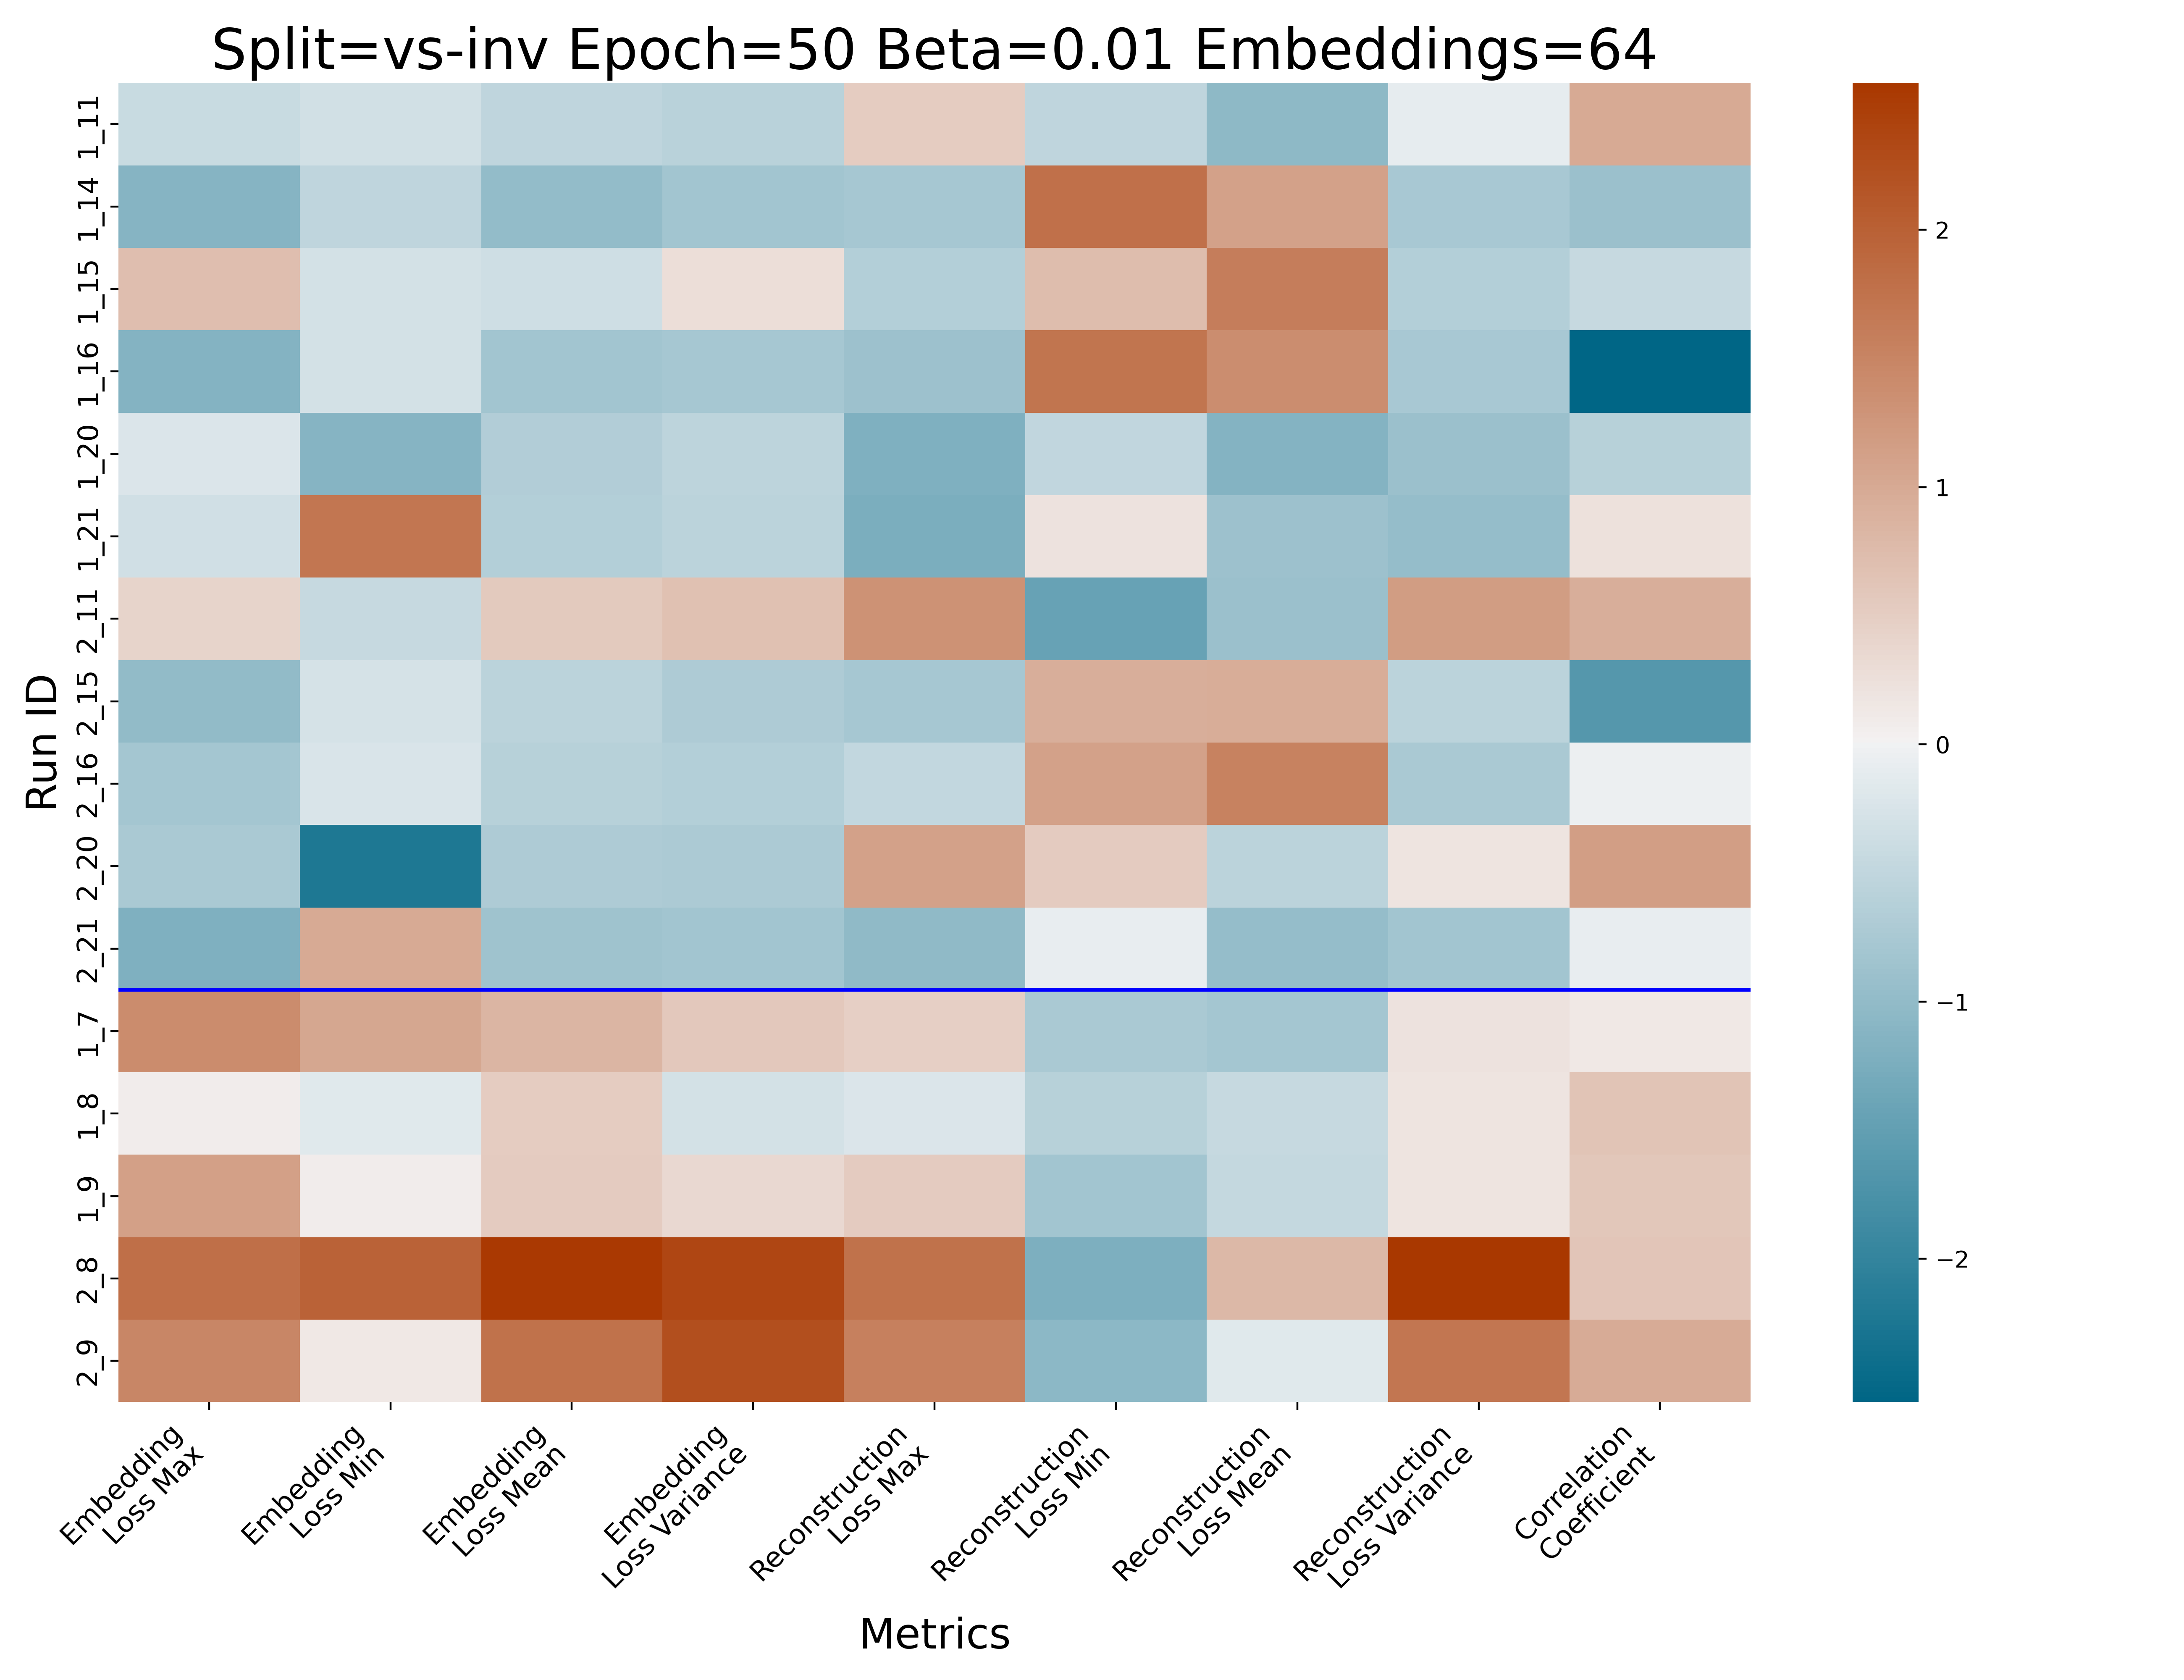 Split=vs-inv Epoch=50 Beta=0.01 Embeddings=64
Run ID
1_11
1_14
1_15
1_16
1_20
1_21
2_11
2_15
2_16
2_20
2_21
1_7
1_8
1_9
2_8
2_9
Embedding
Loss Max
Embedding
Loss Min
Embedding
Loss Mean
Embedding
Loss Variance
Reconstruction
Loss Max
Reconstruction
Loss Min
Reconstruction
Loss Mean
Reconstruction
Loss Variance
Correlation
Coefficient
Metrics
2
1
0
−1
−2